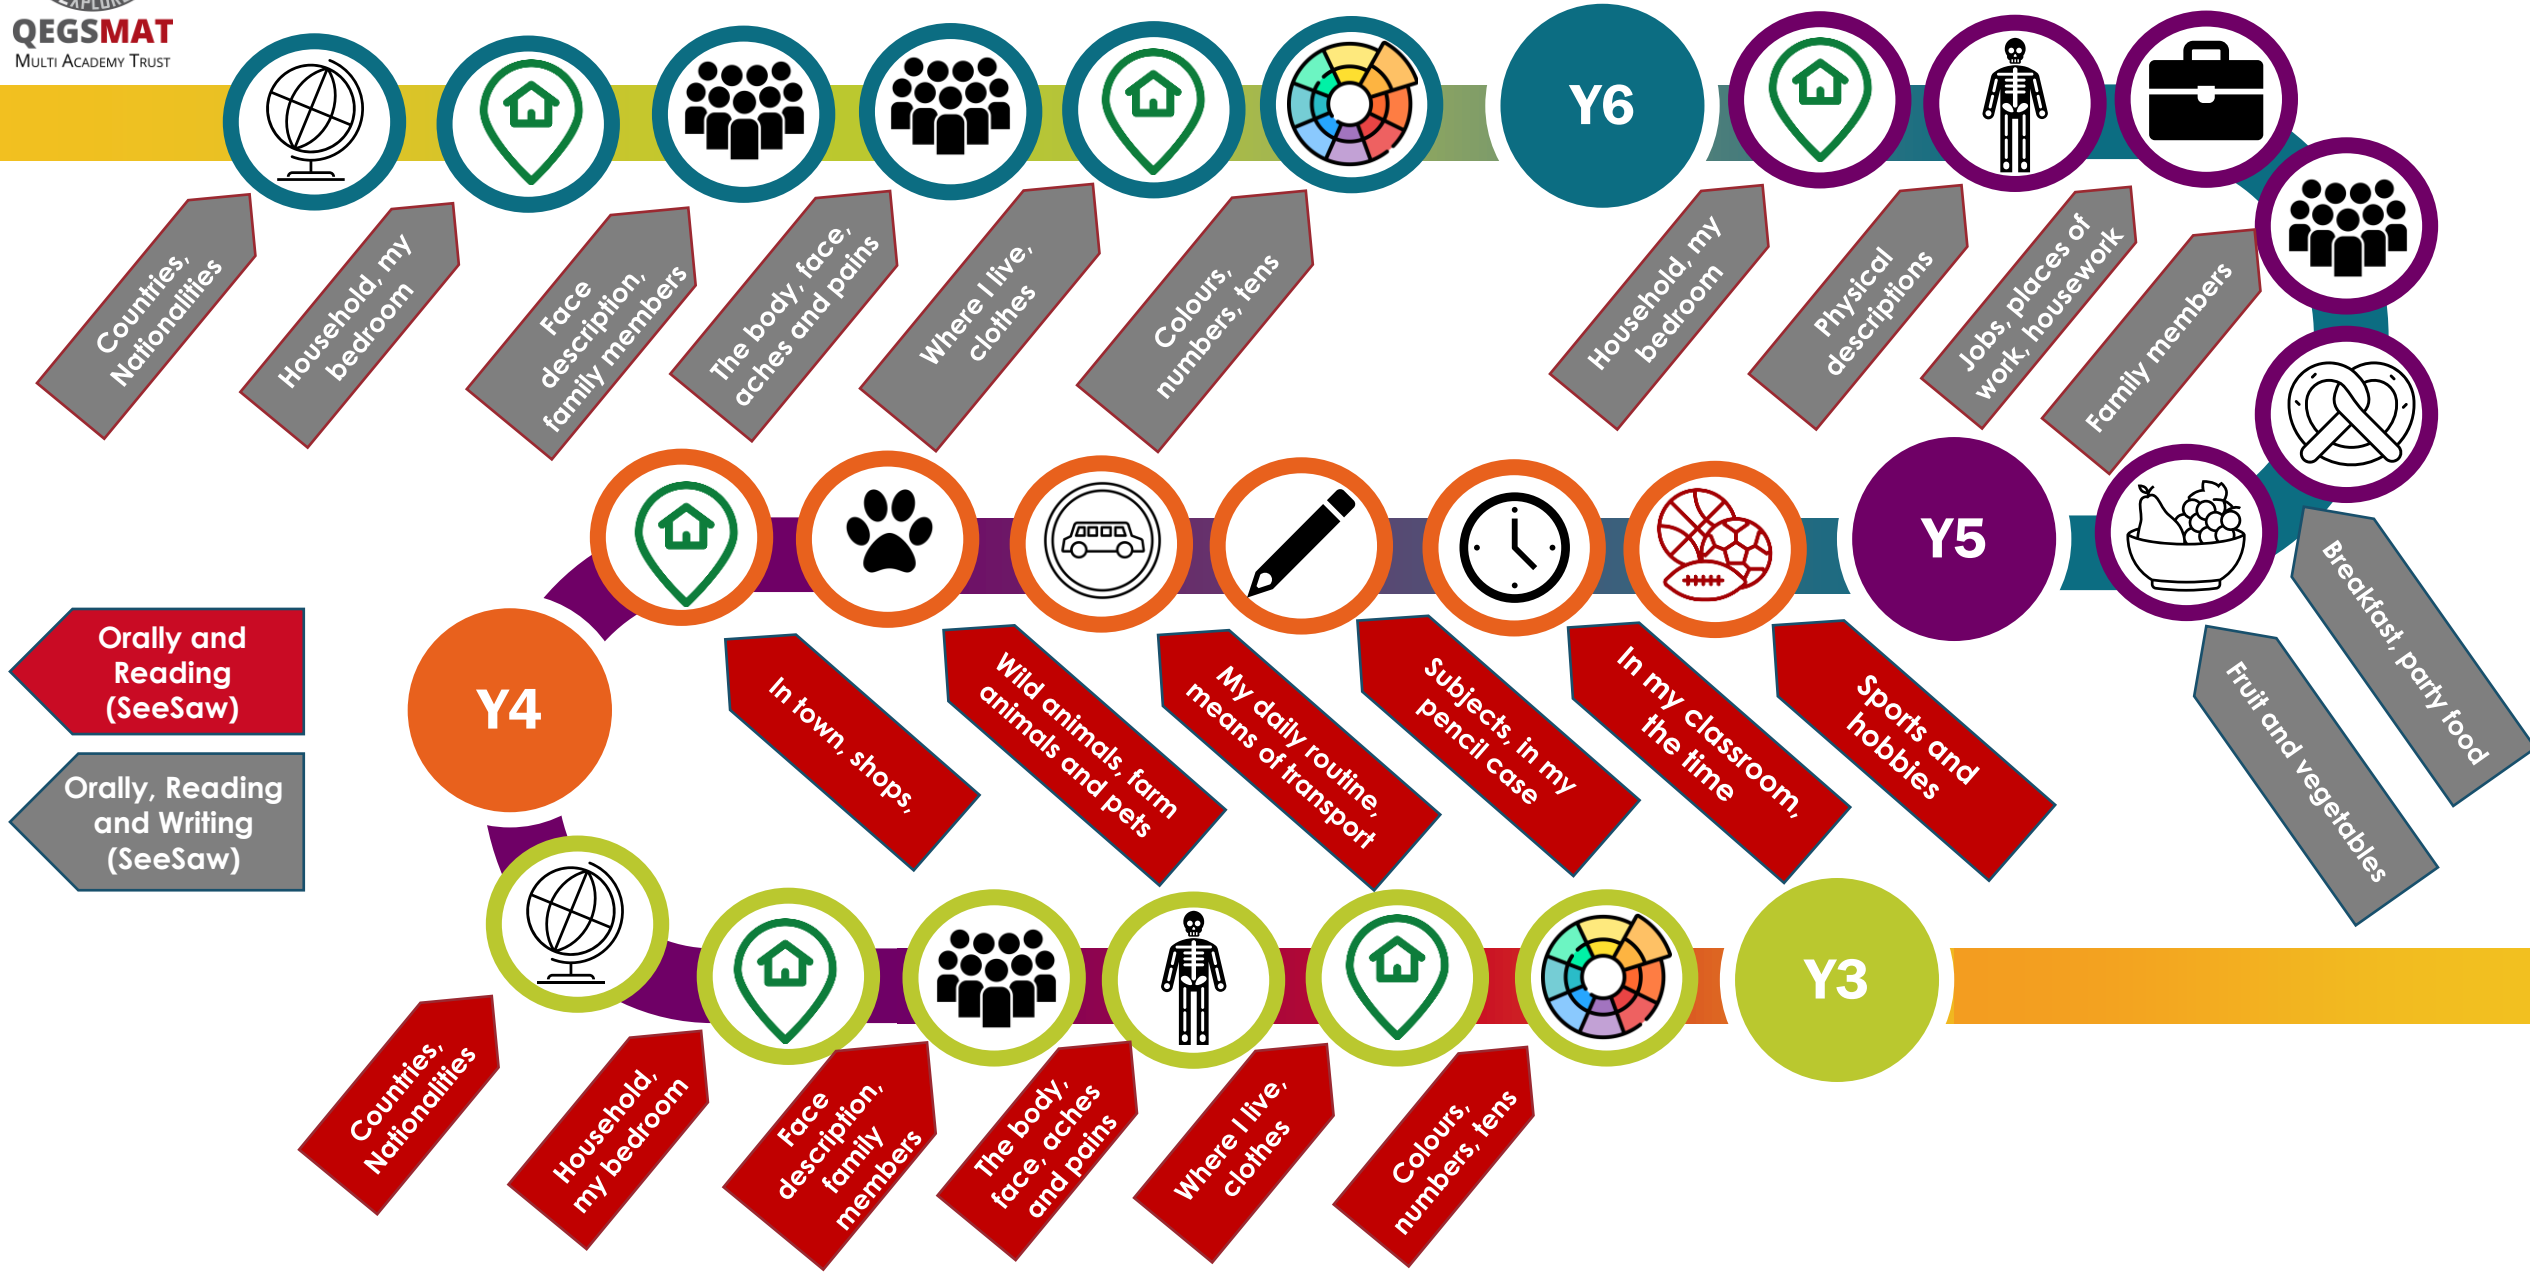 EXPLORE
QEGSMAT
MULTI ACADEMY TRUST
Y6
Countries,
Nationalities
Household, my
bedroom
Face
description,
family members
The body, face,
aches and pains
Where I live,
clothes
Colours,
numbers, tens
Household, my
bedroom
Physical
descriptions
Jobs, places of
work, housework
Family members
Y5
Breakfast, party food
Fruit and vegetables
Orally and
Reading
(SeeSaw)
Orally, Reading
and Writing
(SeeSaw)
Y4
In town, shops,
Wild animals, farm
animals and pets
My daily routine,
means of transport
Subjects, in my
pencil case
In my classroom,
the time
Sports and
hobbies
Y3
Countries,
Nationalities
Household,
my bedroom
Face
description,
family
members
The body,
face, aches
and pains
Where I live,
clothes
Colours,
numbers, tens